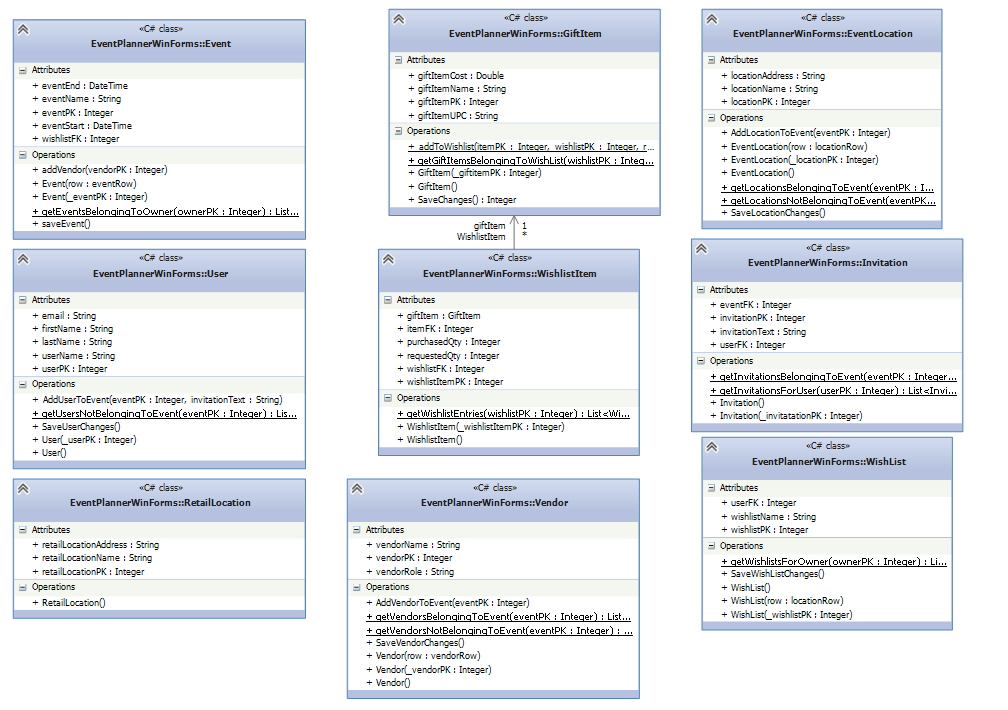 «C# class»
EventPlannerWinForms::Event
Attributes
+ eventEnd : DateTime
+ eventName : String
+ eventPK : Integer
+ eventStart : DateTime
+ wishlistFK : Integer
Operations
+ addVendor(vendorPK : Integer)
+ Event(row : eventRow)
+ Event(_eventPK : Integer)
+ getEventsBelongingToOwner(ownerPK : Integer) : List...
+ saveEvent()
«C# class»
EventPlannerWinForms::GiftItem
Attributes
+ giftItemCost : Double
+ giftItemName : String
+ giftItemPK : Integer
+ giftItemUPC : String
Operations
+ _addToWishlist(itemPK : Integer, wishlistPK : Integer, r...
+ getGiftItemsBelongingToWishList(wishlistPK : Integ...
+ GiftItem(_giftitemPK : Integer)
+ GiftItem()
+ SaveChanges() : Integer
«C# class»
EventPlannerWinForms::EventLocation
Attributes
+ locationAddress : String
+ locationName : String
+ locationPK : Integer
Operations
+ AddLocationToEvent(eventPK : Integer)
+ EventLocation(row : locationRow)
+ EventLocation(_locationPK : Integer)
+ EventLocation()
+ getLocationsBelongingToEvent(eventPK : I...
+ getLocationsNotBelongingToEvent(eventPK...
+ SaveLocationChanges()
giftItem 1
WishlistItem *
«C# class»
EventPlannerWinForms::User
Attributes
+ email : String
+ firstName : String
+ lastName : String
+ userName : String
+ userPK : Integer
Operations
+ AddUserToEvent(eventPK : Integer, invitationText : String)
+ getUsersNotBelongingToEvent(eventPK : Integer) : Lis...
+ SaveUserChanges()
+ User(_userPK : Integer)
+ User()
«C# class»
EventPlannerWinForms::WishlistItem
Attributes
+ giftItem : GiftItem
+ itemFK : Integer
+ purchasedQty : Integer
+ requestedQty : Integer
+ wishlistFK : Integer
+ wishlistItemPK : Integer
Operations
+ getWishlistEntries(wishlistPK : Integer) : List<Wi...
+ WishlistItem(_wishlistItemPK : Integer)
+ WishlistItem()
«C# class»
EventPlannerWinForms::Invitation
Attributes
+ eventFK : Integer
+ invitationPK : Integer
+ invitationText : String
+ userFK : Integer
Operations
+ getInvitationsBelongingToEvent(eventPK : Integer...
+ getInvitationsForUser(userPK : Integer) : List<Invi...
+ Invitation()
+ Invitation(_invitatationPK : Integer)
«C# class»
EventPlannerWinForms::RetailLocation
Attributes
+ retailLocationAddress : String
+ retailLocationName : String
+ retailLocationPK : Integer
Operations
+ RetailLocation()
«C# class»
EventPlannerWinForms::Vendor
Attributes
+ vendorName : String
+ vendorPK : Integer
+ vendorRole : String
Operations
+ AddVendorToEvent(eventPK : Integer)
+ getVendorsBelongingToEvent(eventPK : Integer) : List...
+ getVendorsNotBelongingToEvent(eventPK : Integer) : ...
+ SaveVendorChanges()
+ Vendor(row : vendorRow)
+ Vendor(_vendorPK : Integer)
+ Vendor()
«C# class»
EventPlannerWinForms::WishList
Attributes
+ userFK : Integer
+ wishlistName : String
+ wishlistPK : Integer
Operations
+ getWishlistsForOwner(ownerPK : Integer) : Li...
+ SaveWishListChanges()
+ WishList()
+ WishList(row : locationRow)
+ WishList(_wishlistPK : Integer)